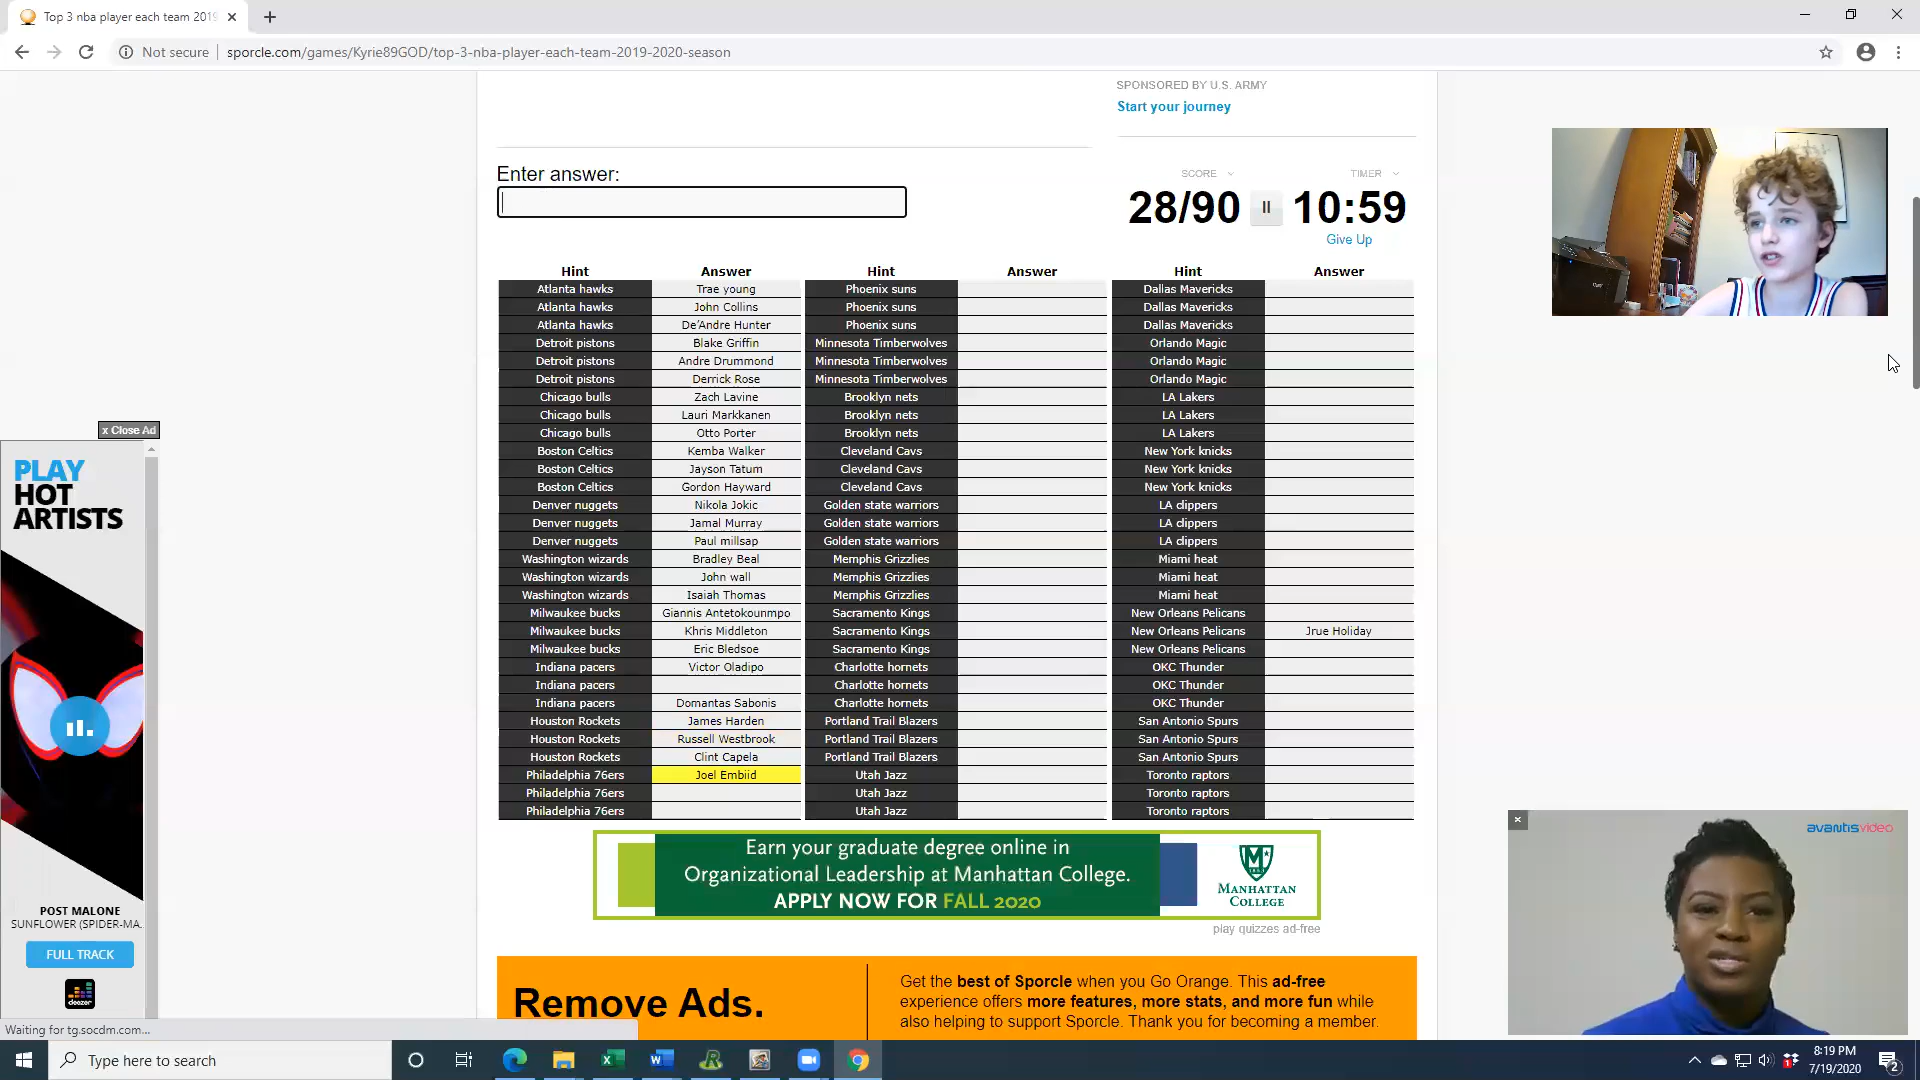 Top 3 nba player each team 2019
Not secure
sporcle.com/games/Kyrie89GOD/top-3-nba-player-each-team-2019-2020-season
SPONSORED BY U.S. ARMY
Start your journey
Enter answer:
SCORE
TIMER
28/90
10:59
Give Up
Hint Answer Hint Answer Hint Answer
Atlanta hawks Trae young Phoenix suns Dallas Mavericks
Atlanta hawks John Collins Phoenix suns Dallas Mavericks
Atlanta hawks De'Andre Hunter Phoenix suns Dallas Mavericks
Detroit pistons Blake Griffin Minnesota Timberwolves Orlando Magic
Detroit pistons Andre Drummond Minnesota Timberwolves Orlando Magic
Detroit pistons Derrick Rose Minnesota Timberwolves Orlando Magic
Chicago bulls Zach Lavine Brooklyn nets LA Lakers
Chicago bulls Lauri Markkanen Brooklyn nets LA Lakers
Chicago bulls Otto Porter Brooklyn nets LA Lakers
Boston Celtics Kemba Walker Cleveland Cavs New York knicks
Boston Celtics Jayson Tatum Cleveland Cavs New York knicks
Boston Celtics Gordon Hayward Cleveland Cavs New York knicks
Denver nuggets Nikola Jokic Golden state warriors LA clippers
Denver nuggets Jamal Murray Golden state warriors LA clippers
Denver nuggets Paul millsap Golden state warriors LA clippers
Washington wizards Bradley Beal Memphis Grizzlies Miami heat
Washington wizards John wall Memphis Grizzlies Miami heat
Washington wizards Isaiah Thomas Memphis Grizzlies Miami heat
Milwaukee bucks Giannis Antetokounmpo Sacramento Kings New Orleans Pelicans
Milwaukee bucks Khris Middleton Sacramento Kings New Orleans Pelicans Jrue Holiday
Milwaukee bucks Eric Bledsoe Sacramento Kings New Orleans Pelicans
Indiana pacers Victor Oladipo Charlotte hornets OKC Thunder
Indiana pacers Charlotte hornets OKC Thunder
Indiana pacers Domantas Sabonis Charlotte hornets OKC Thunder
Houston Rockets James Harden Portland Trail Blazers San Antonio Spurs
Houston Rockets Russell Westbrook Portland Trail Blazers San Antonio Spurs
Houston Rockets Clint Capela Portland Trail Blazers San Antonio Spurs
Philadelphia 76ers Joel Embiid Utah Jazz Toronto raptors
Philadelphia 76ers Utah Jazz Toronto raptors
Philadelphia 76ers Utah Jazz Toronto raptors
x Close Ad
PLAY
HOT
ARTISTS
POST MALONE
SUNFLOWER (SPIDER-MA.
FULL TRACK
deezer
Earn your graduate degree online in
Organizational Leadership at Manhattan College.
APPLY NOW FOR FALL 2020
MANHATTAN
COLLEGE
play quizzes ad-free
Remove Ads.
Get the best of Sporcle when you Go Orange. This ad-free
experience offers more features, more stats, and more fun while
also helping to support Sporcle. Thank you for becoming a member.
avantisvideo
Waiting for tg.socdm.com...
Type here to search
8:19 PM
7/19/2020
2